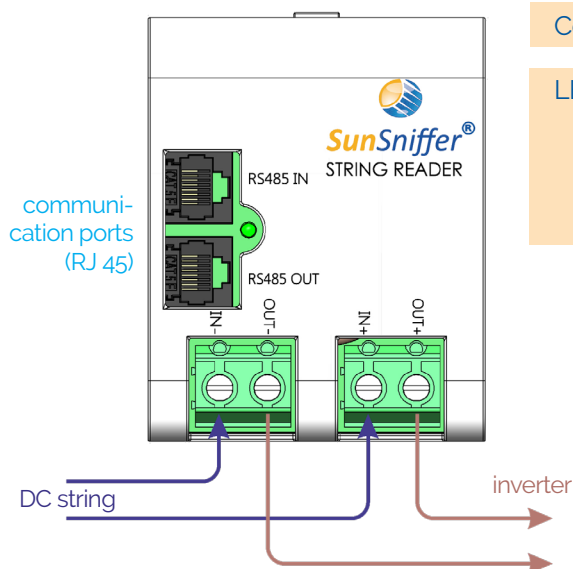 SunSniffer®
STRING READER
RS485 IN
communi-
cation ports
(RJ 45)
RS485 OUT
IN-
OUT-
IN+
OUT+
DC string
inverter